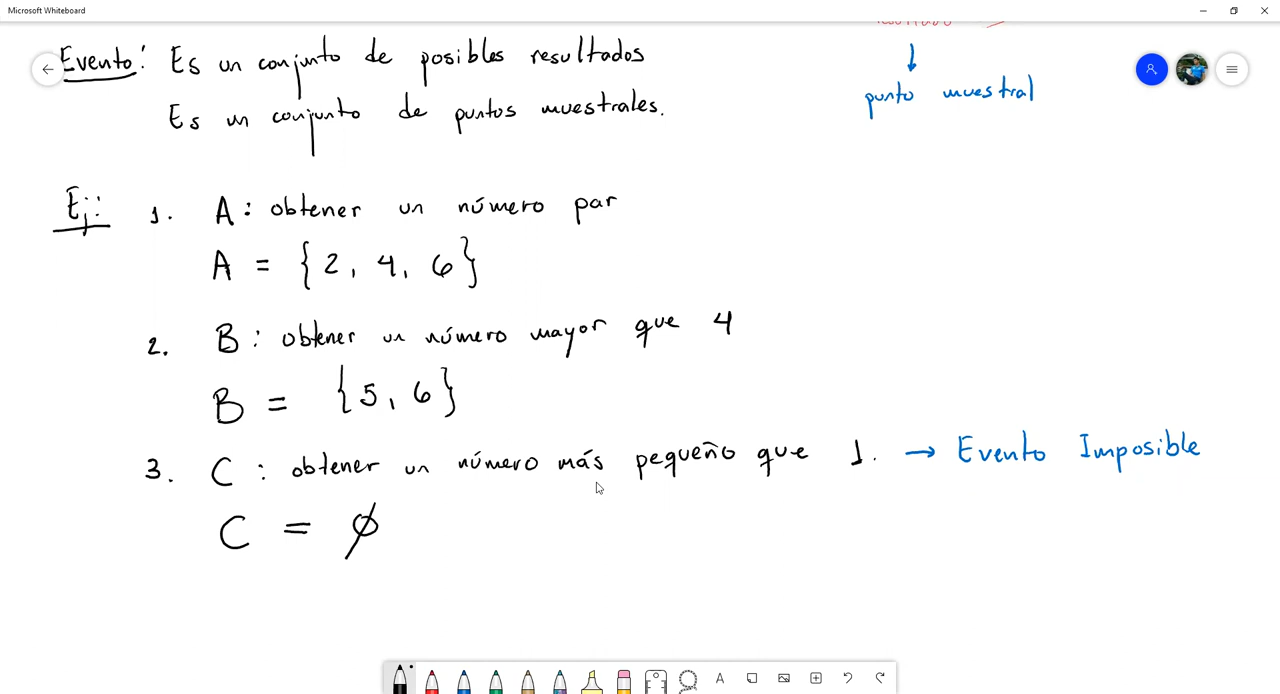 Microsoft Whiteboard
Evento: Es un conjunto de posibles resultados
Es un conjunto de puntos muestrales.
punto muestral
Ej: 1. A: obtener un número par
A = {2, 4, 6}
2. B: obtener un número mayor que 4
B = {5, 6}
3. C: obtener un número más pequeño que 1. → Evento Imposible
C = ∅